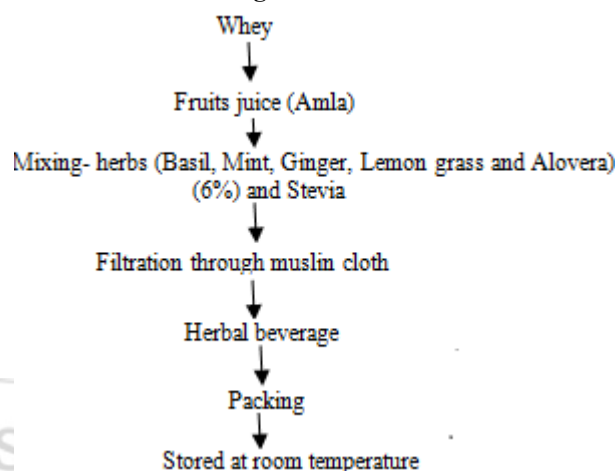 Whey
Fruits juice (Amla)
Mixing- herbs (Basil, Mint, Ginger, Lemon grass and Alovera)
(6%) and Stevia
Filtration through muslin cloth
Herbal beverage
Packing
Stored at room temperature